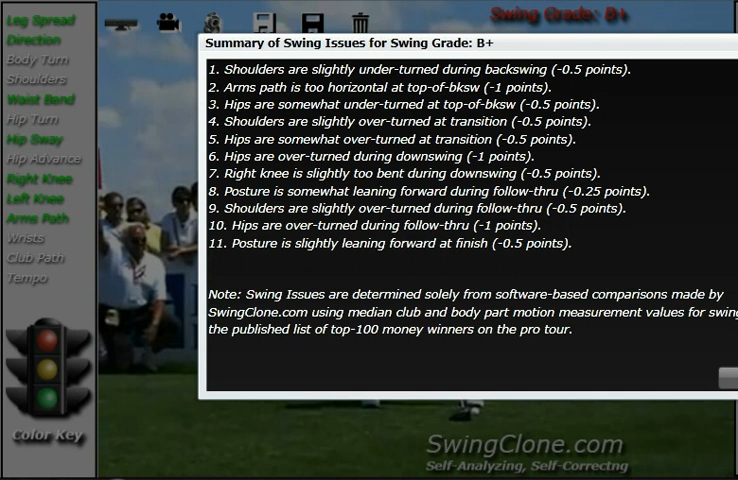 Swing Grade: B+
Leg Spread
Direction
Body Turn
Shoulders
Waist Bend
Hip Turn
Hip Sway
Hip Advance
Right Knee
Left Knee
Arms Path
Wrists
Club Path
Tempo
Color Key
Summary of Swing Issues for Swing Grade: B+
1. Shoulders are slightly under-turned during backswing (-0.5 points).
2. Arms path is too horizontal at top-of-bksw (-1 points).
3. Hips are somewhat under-turned at top-of-bksw (-0.5 points).
4. Shoulders are slightly over-turned at transition (-0.5 points).
5. Hips are somewhat over-turned at transition (-0.5 points).
6. Hips are over-turned during downswing (-1 points).
7. Right knee is slightly too bent during downswing (-0.5 points).
8. Posture is somewhat leaning forward during follow-thru (-0.25 points).
9. Shoulders are slightly over-turned during follow-thru (-0.5 points).
10. Hips are over-turned during follow-thru (-1 points).
11. Posture is slightly leaning forward at finish (-0.5 points).
Note: Swing Issues are determined solely from software-based comparisons made by
SwingClone.com using median club and body part motion measurement values for swing
the published list of top-100 money winners on the pro tour.
SwingClone.com
Self-Analyzing, Self-Correctng